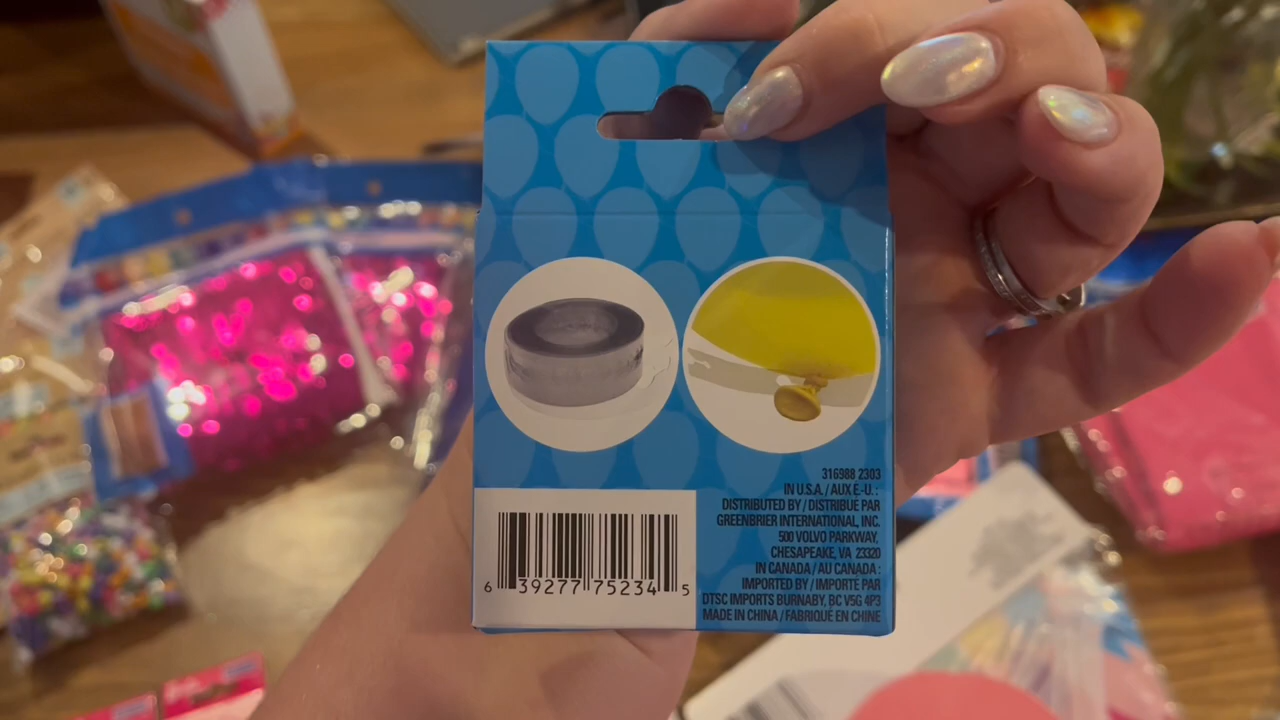 316988 2303
IN U.S.A. / AUX E.-U. :
DISTRIBUTED BY / DISTRIBUE PAR
GREENBRIER INTERNATIONAL, INC.
500 VOLVO PARKWAY,
CHESAPEAKE, VA 23320
IN CANADA / AU CANADA :
IMPORTED BY / IMPORTÉ PAR
DTSC IMPORTS BURNABY, BC V5G 4P3
MADE IN CHINA / FABRIQUÉ EN CHINE
6 39277 75234 5